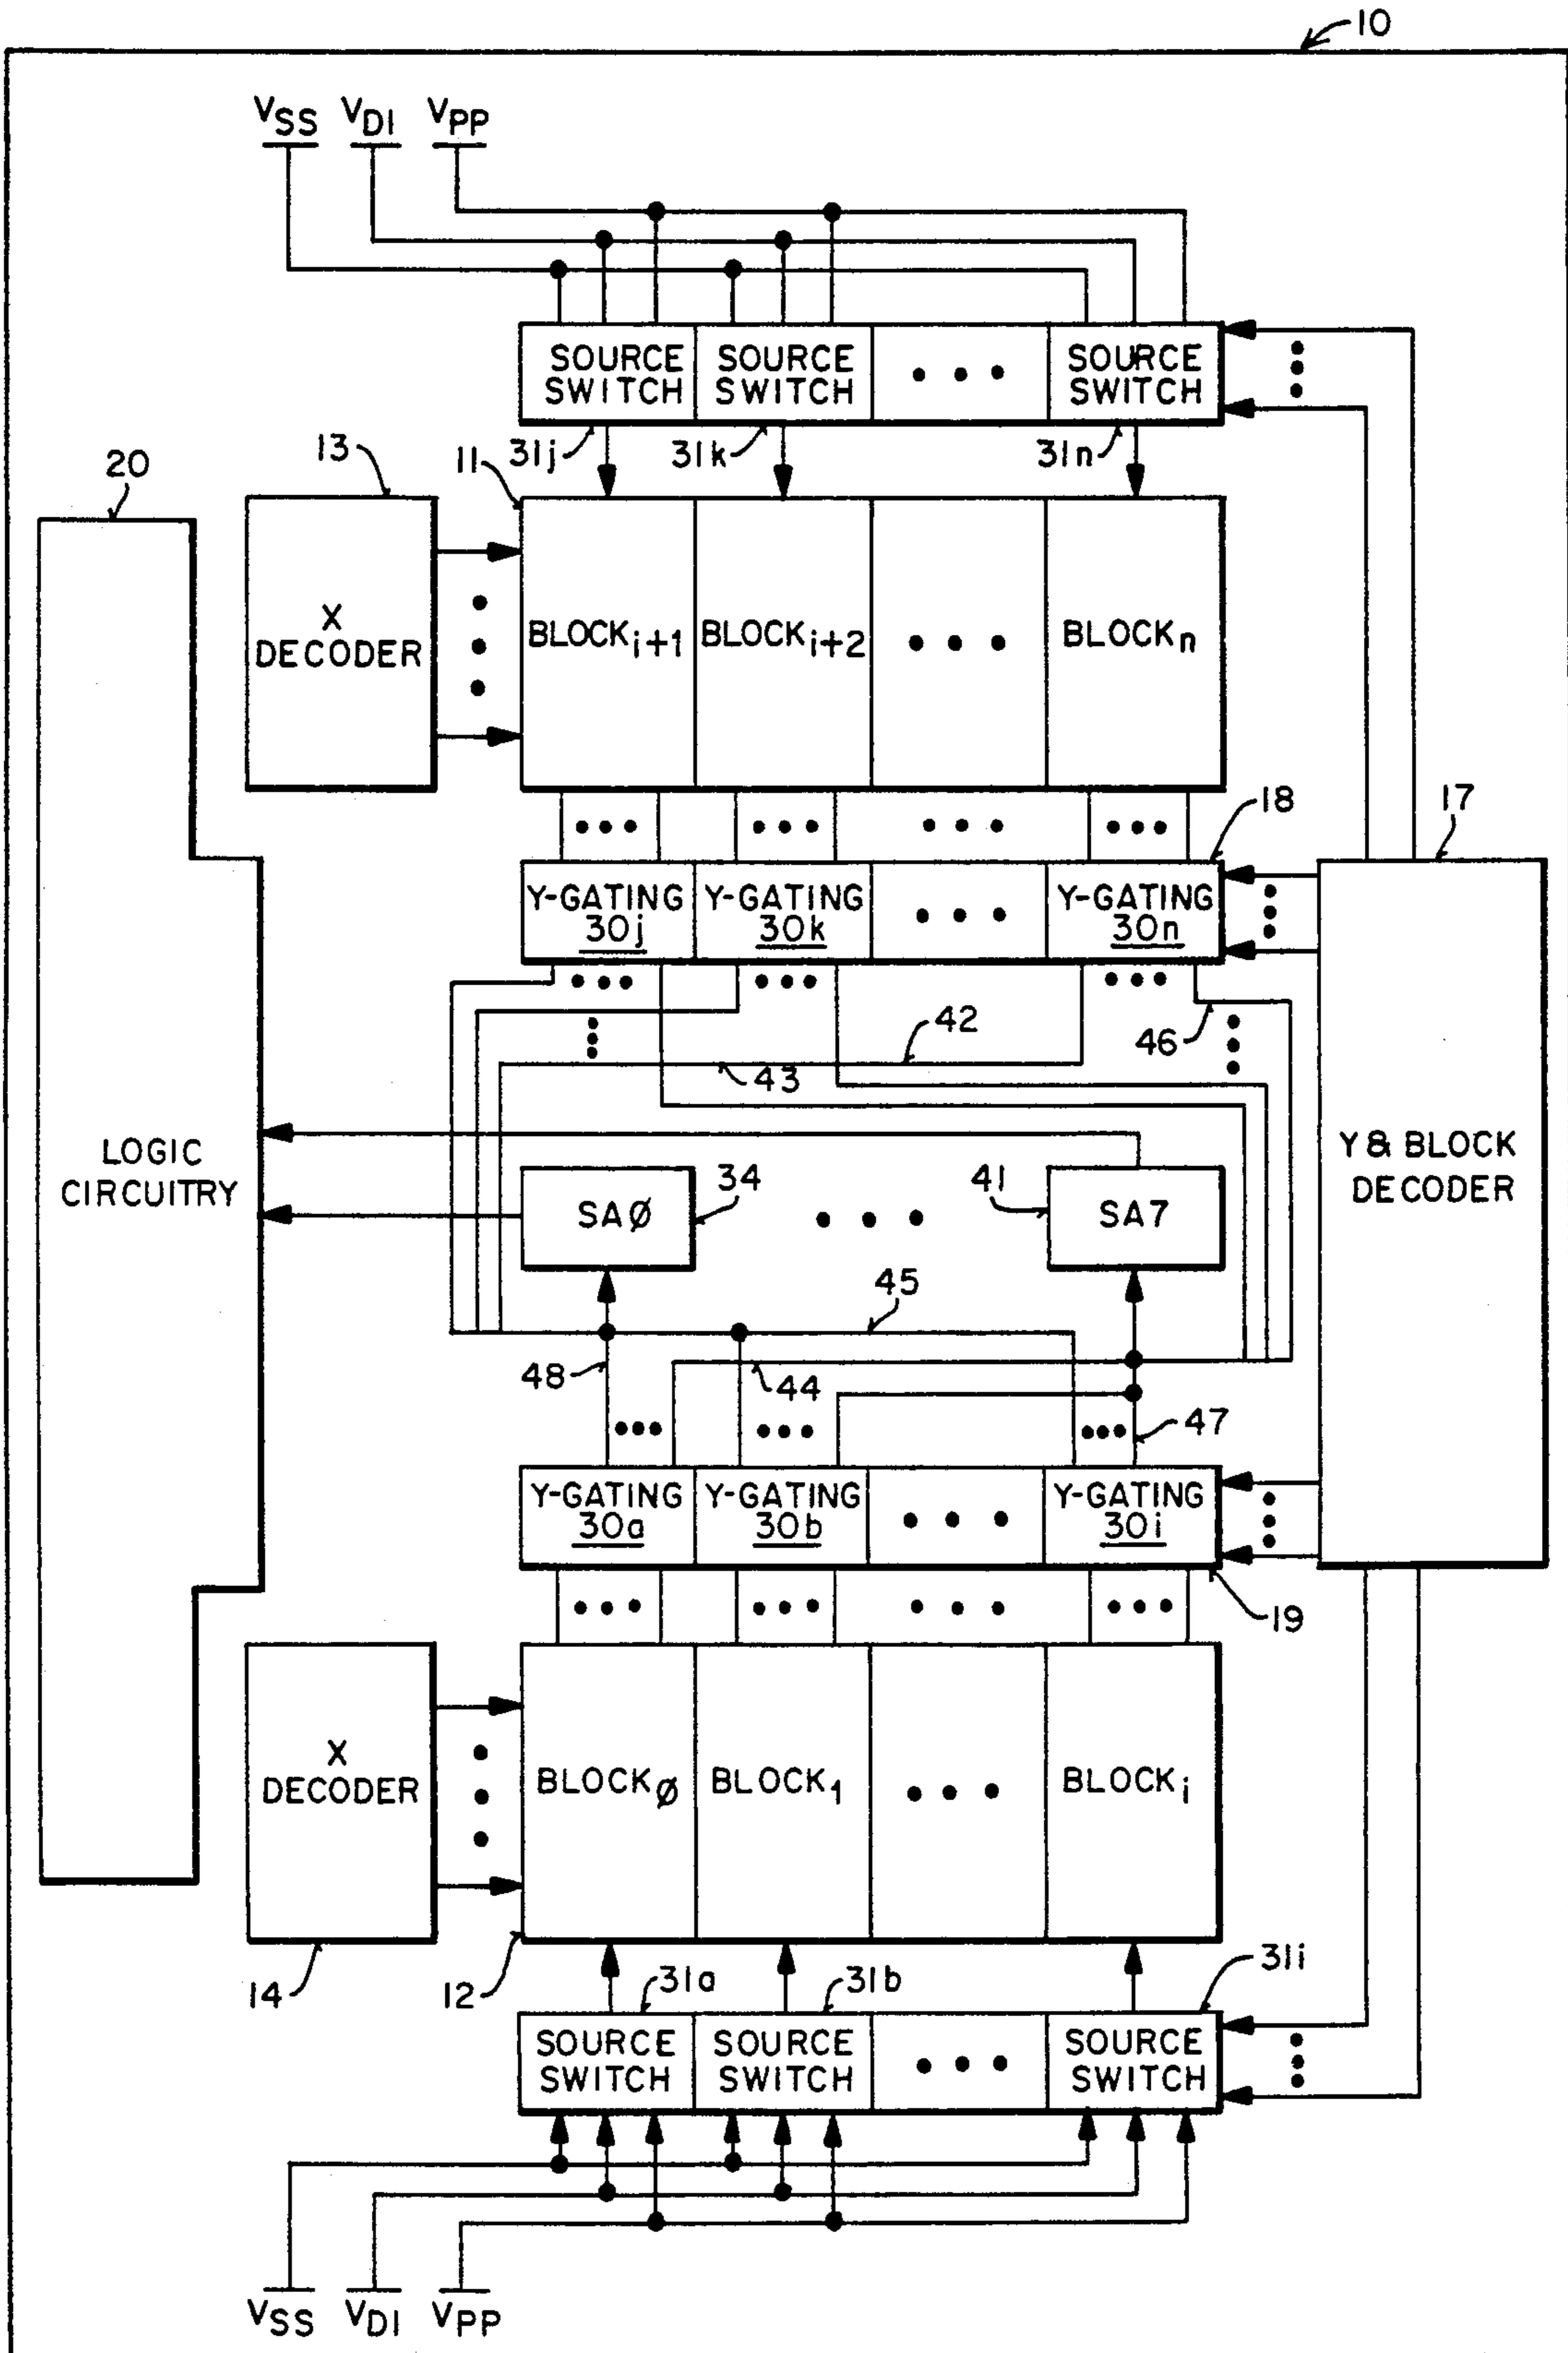 10
VSS VDI VPP
SOURCE SWITCH SOURCE SWITCH • • • SOURCE SWITCH
31j 31k 31n
20 13 11
X DECODER
BLOCKi+1 BLOCKi+2 • • • BLOCKn
18 17
Y-GATING 30j Y-GATING 30k • • • Y-GATING 30n
42 46
43
LOGIC CIRCUITRY
Y & BLOCK DECODER
SAØ 34 • • • 41 SA7
45
48 44
47
Y-GATING 30a Y-GATING 30b • • • Y-GATING 30i
19
X DECODER
BLOCKØ BLOCK1 • • • BLOCKi
14 12 31a 31b 31i
SOURCE SWITCH SOURCE SWITCH • • • SOURCE SWITCH
VSS VDI VPP